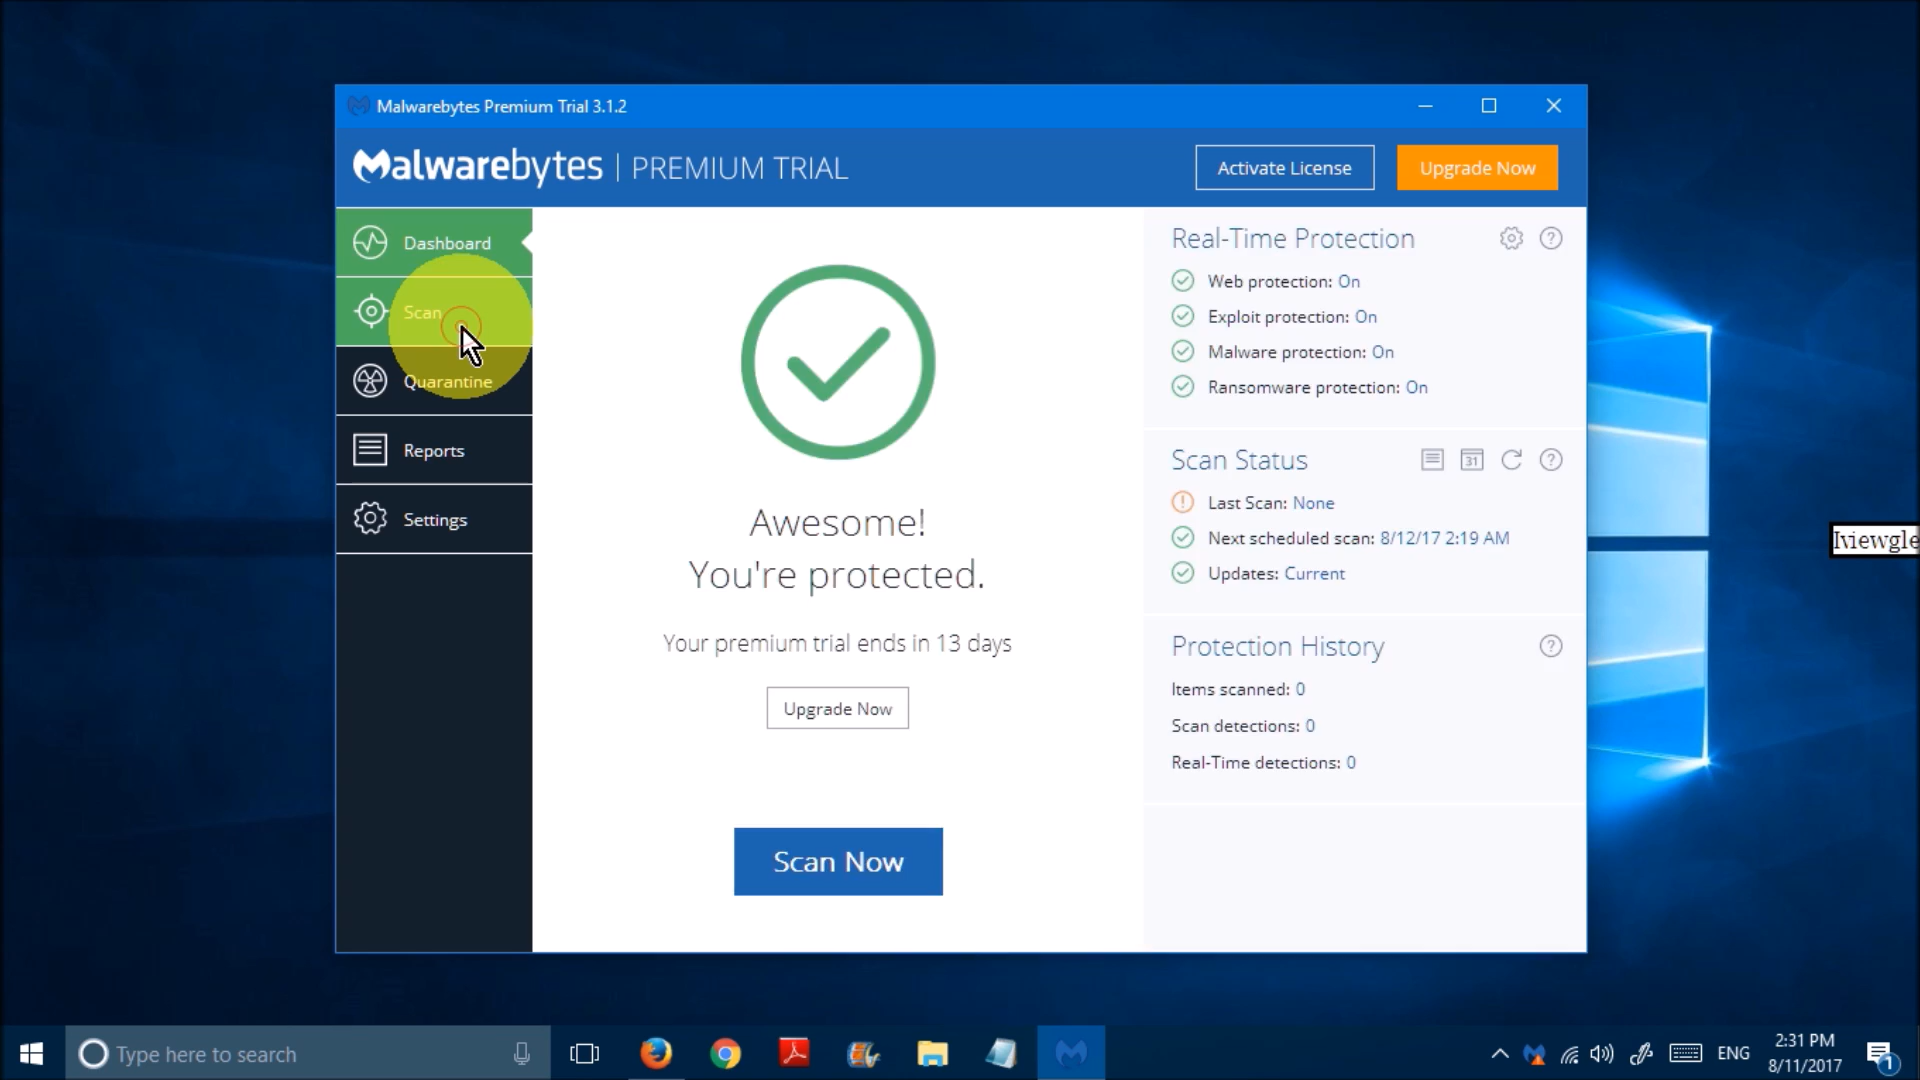 Malwarebytes Premium Trial 3.1.2
Malwarebytes | PREMIUM TRIAL
Activate License
Upgrade Now
Dashboard
Scan
Quarantine
Reports
Settings
Awesome!
You're protected.
Your premium trial ends in 13 days
Upgrade Now
Scan Now
Real-Time Protection
Web protection: On
Exploit protection: On
Malware protection: On
Ransomware protection: On
Scan Status
31
Last Scan: None
Next scheduled scan: 8/12/17 2:19 AM
Updates: Current
Protection History
Items scanned: 0
Scan detections: 0
Real-Time detections: 0
Iviewgle
Type here to search
ENG
2:31 PM
8/11/2017
1